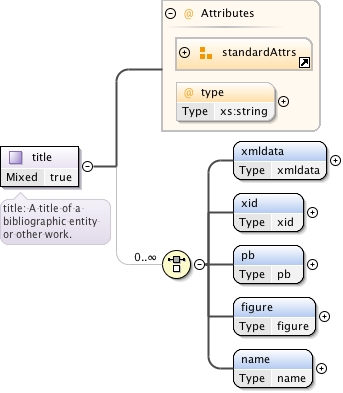 Attributes
standardAttrs
@ type
Type xs:string
title
Mixed true
title: A title of a
bibliographic entity
or other work.
0..∞
xmldata
Type xmldata
xid
Type xid
pb
Type pb
figure
Type figure
name
Type name